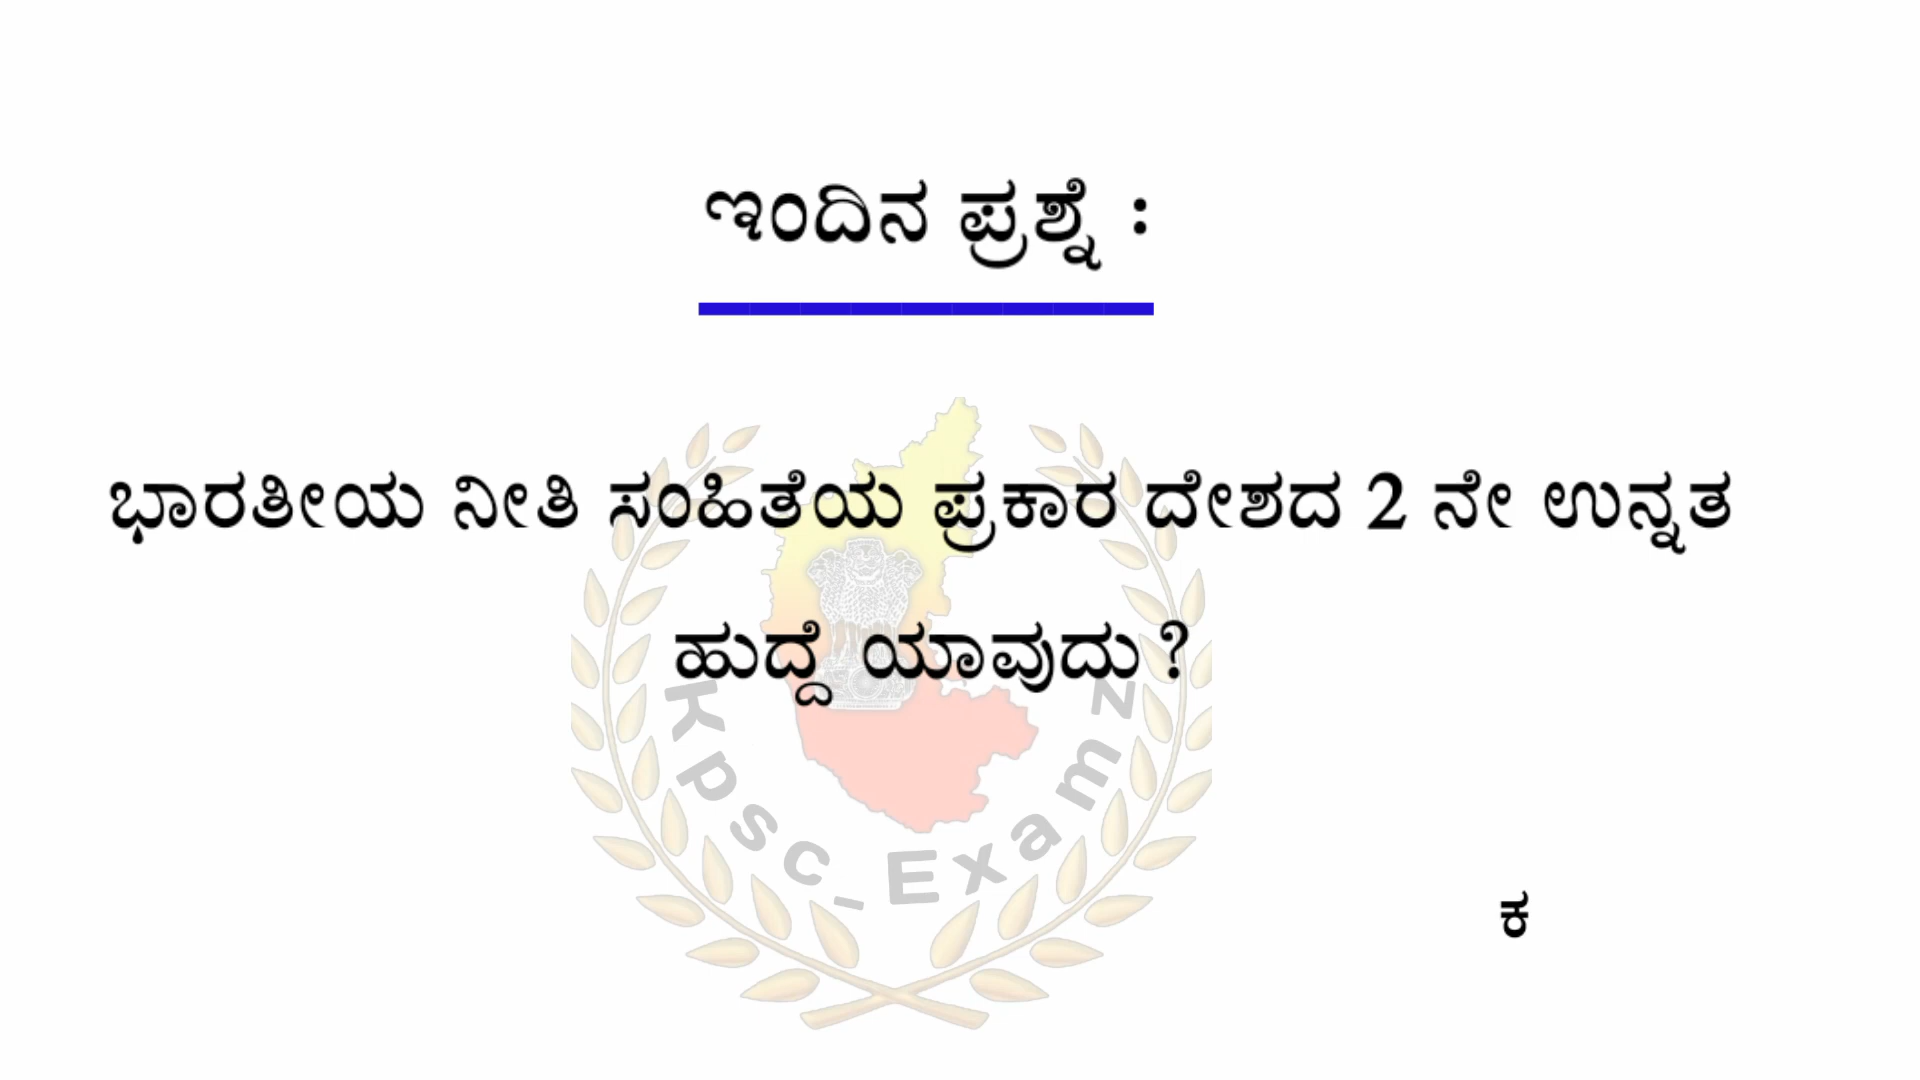 ಇಂದಿನ ಪ್ರಶ್ನೆ :
ಭಾರತೀಯ ನೀತಿ ಸಂಹಿತೆಯ ಪ್ರಕಾರ ದೇಶದ 2 ನೇ ಉನ್ನತ
ಹುದ್ದೆ ಯಾವುದು?
Kpsc_Examz
ಕ